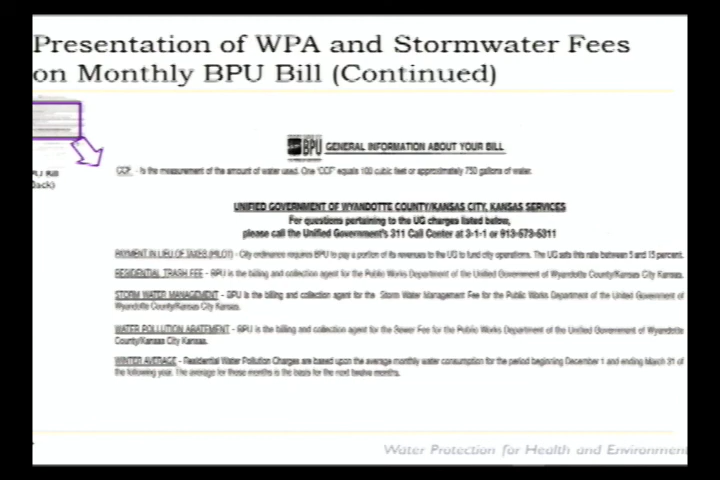 Presentation of WPA and Stormwater Fees
on Monthly BPU Bill (Continued)
BPU GENERAL INFORMATION ABOUT YOUR BILL
CCF - Is the measurement of the amount of water used. One "CCF" equals 100 cubic feet or approximately 750 gallons of water.
Back)
UNIFIED GOVERNMENT OF WYANDOTTE COUNTY/KANSAS CITY, KANSAS SERVICES
For questions pertaining to the UG charges listed below,
please call the Unified Government's 311 Call Center at 3-1-1 or 913-573-5311
PAYMENT IN LIEU OF TAXES (PILOT) - City ordinance requires BPU to pay a portion of its revenues to the UG to fund city operations. The UG sets this rate between 5 and 15 percent.
RESIDENTIAL TRASH FEE - BPU is the billing and collection agent for the Public Works Department of the Unified Government of Wyandotte County/Kansas City Kansas.
STORM WATER MANAGEMENT - BPU is the billing and collection agent for the Storm Water Management Fee for the Public Works Department of the Unified Government of
Wyandotte County/Kansas City Kansas.
WATER POLLUTION ABATEMENT - BPU is the billing and collection agent for the Sewer Fee for the Public Works Department of the Unified Government of Wyandotte
County/Kansas City Kansas.
WINTER AVERAGE - Residential Water Pollution Charges are based upon the average monthly water consumption for the period beginning December 1 and ending March 31 of
the following year. The average for those months is the basis for the next twelve months.
Water Protection for Health and Environment